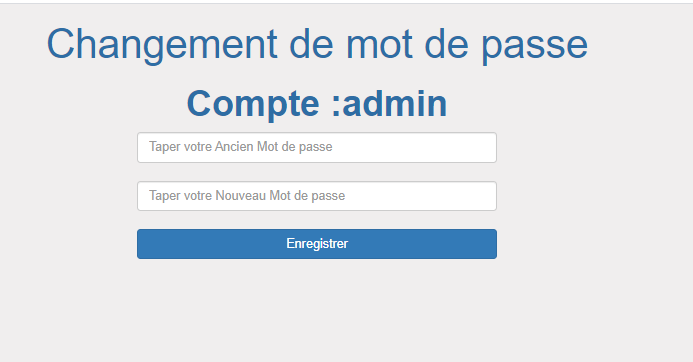 Changement de mot de passe
Compte :admin
Taper votre Ancien Mot de passe
Taper votre Nouveau Mot de passe
Enregistrer